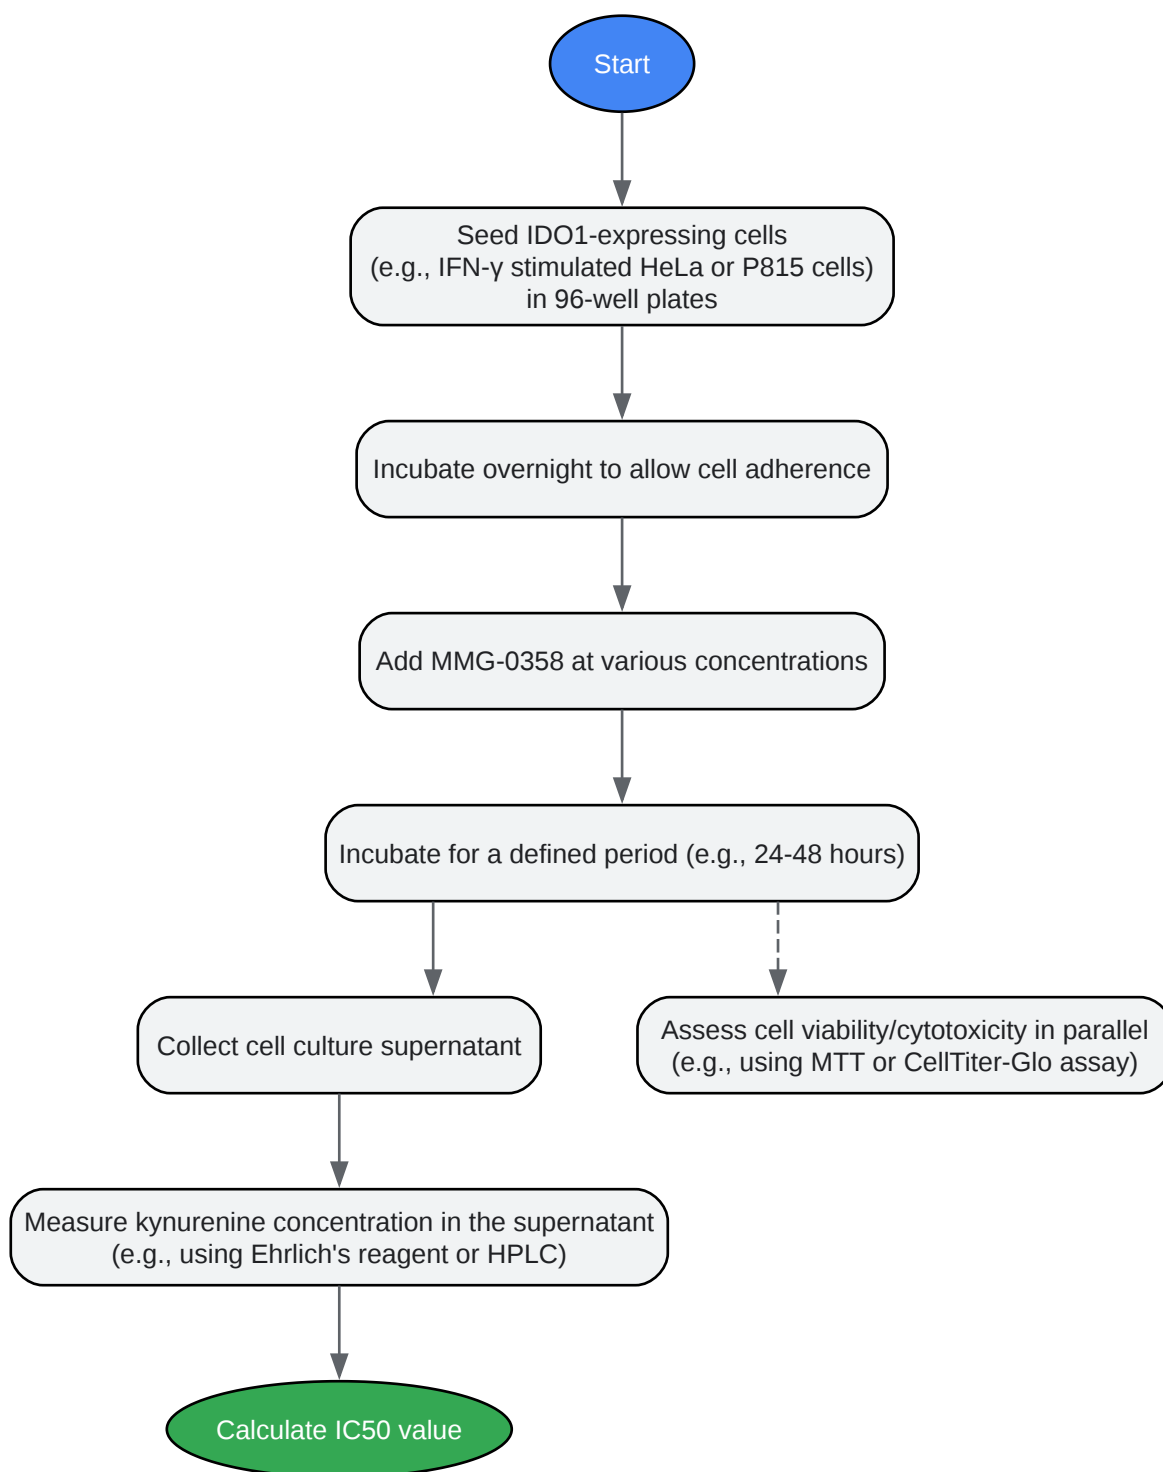 Start
Seed IDO1-expressing cells
(e.g., IFN-γ stimulated HeLa or P815 cells)
in 96-well plates
Incubate overnight to allow cell adherence
Add MMG-0358 at various concentrations
Incubate for a defined period (e.g., 24-48 hours)
Collect cell culture supernatant
Assess cell viability/cytotoxicity in parallel
(e.g., using MTT or CellTiter-Glo assay)
Measure kynurenine concentration in the supernatant
(e.g., using Ehrlich's reagent or HPLC)
Calculate IC50 value